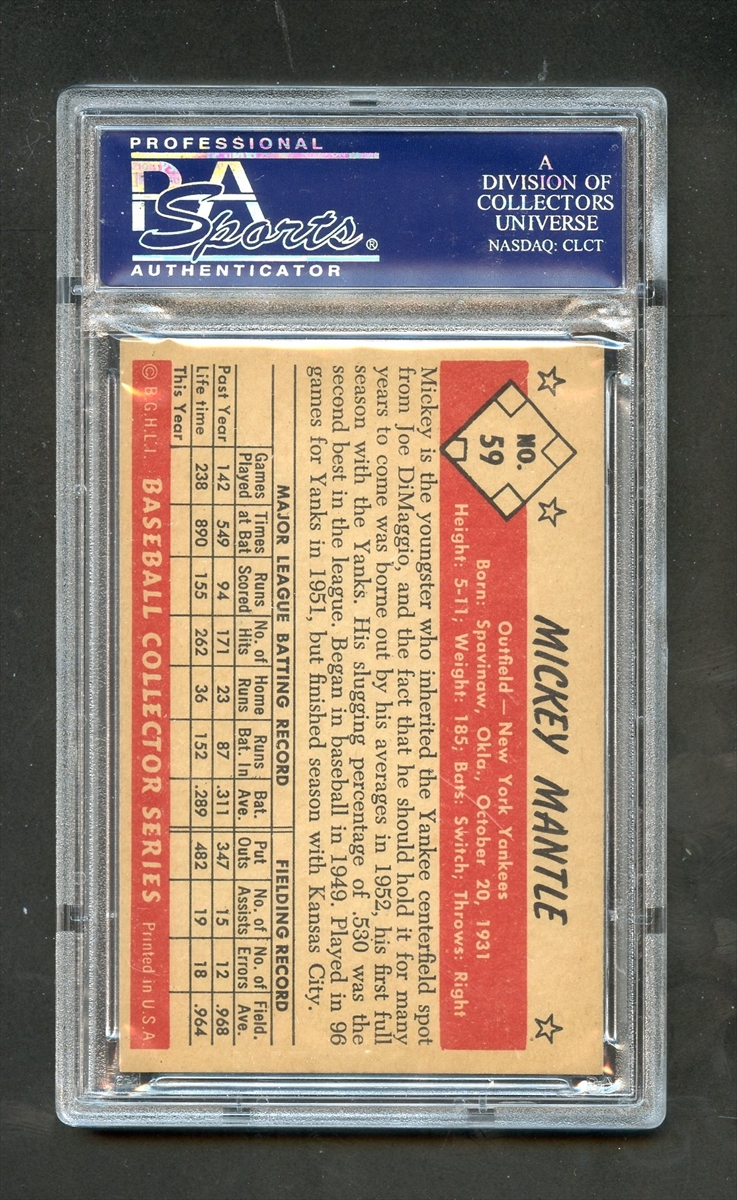 PROFESSIONAL
PSA
Sports®
AUTHENTICATOR
A
DIVISION OF
COLLECTORS
UNIVERSE
NASDAQ: CLCT
NO.
59
MICKEY MANTLE
Outfield — New York Yankees
Born: Spavinaw, Okla., October 20, 1931
Height: 5-11; Weight: 185; Bats: Switch; Throws: Right
Mickey is the youngster who inherited the Yankee centerfield spot
from Joe DiMaggio, and the fact that he should hold it for many
years to come was borne out by his averages in 1952, his first full
season with the Yanks. His slugging percentage of .530 was the
second best in the league. Began in baseball in 1949. Played in 96
games for Yanks in 1951, but finished season with Kansas City.
MAJOR LEAGUE BATTING RECORD FIELDING RECORD
Games Times Runs No. of Home Runs Bat. Put No. of No. of Field.
Played at Bat Scored Hits Runs Bat. In Ave. Outs Assists Errors Ave.
Past Year 142 549 94 171 23 87 .311 347 15 12 .968
Life time 238 890 155 262 36 152 .289 482 19 18 .964
This Year
© B.G.H.L.I. BASEBALL COLLECTOR SERIES Printed in U.S.A.